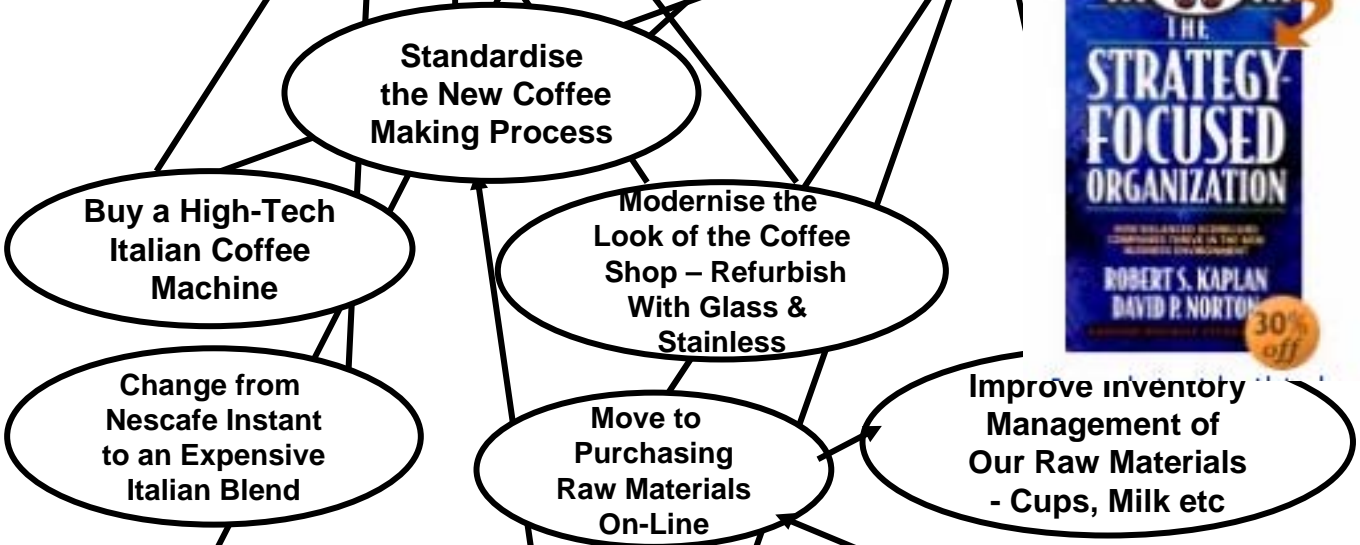 Standardise
the New Coffee
Making Process
Buy a High-Tech
Italian Coffee
Machine
Modernise the
Look of the Coffee
Shop – Refurbish
With Glass &
Stainless
Change from
Nescafe Instant
to an Expensive
Italian Blend
Move to
Purchasing
Raw Materials
On-Line
Improve Inventory
Management of
Our Raw Materials
- Cups, Milk etc
THE
STRATEGY-
FOCUSED
ORGANIZATION
ROBERT S. KAPLAN
DAVID P. NORTON
30%
off